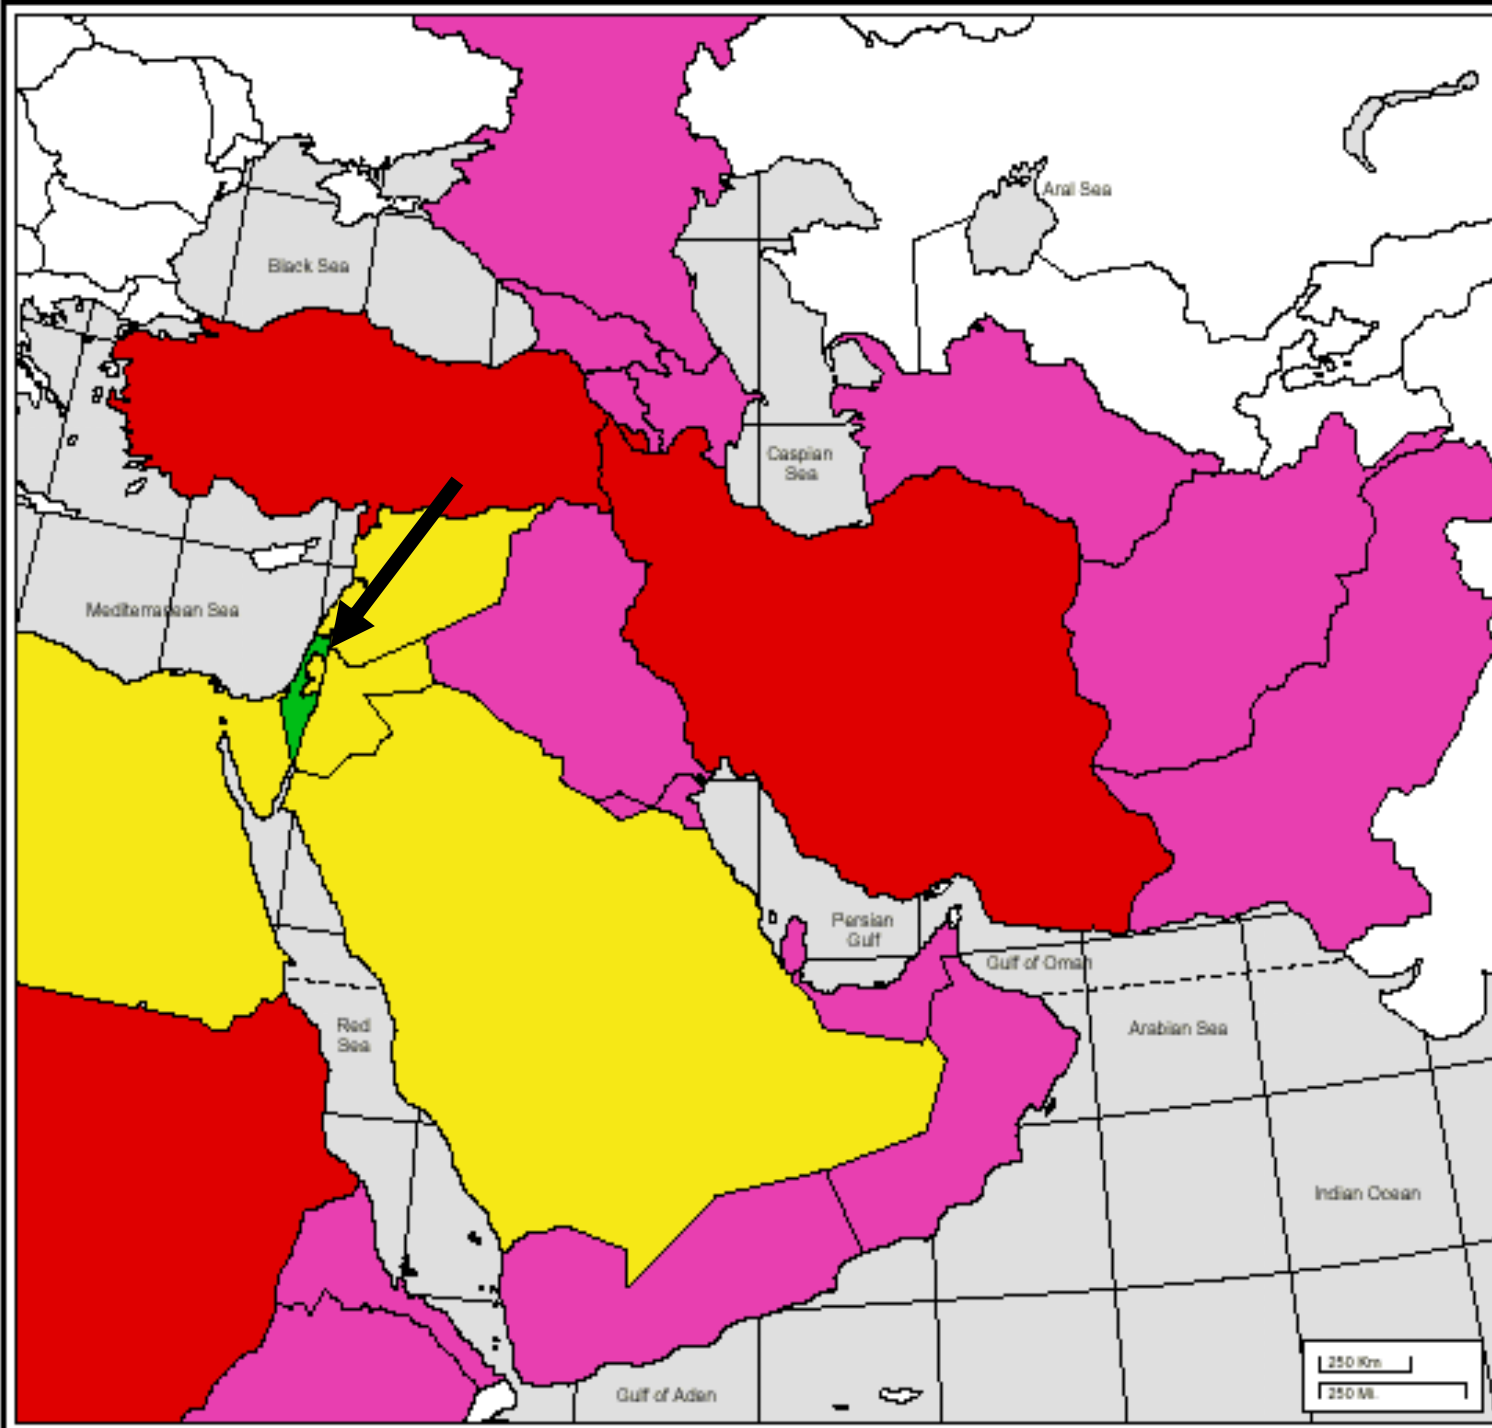 Aral Sea
Black Sea
Caspian
Sea
Mediterranean Sea
Persian
Gulf
Gulf of Oman
Red
Sea
Arabian Sea
Indian Ocean
250 Km
250 Mi.
Gulf of Aden